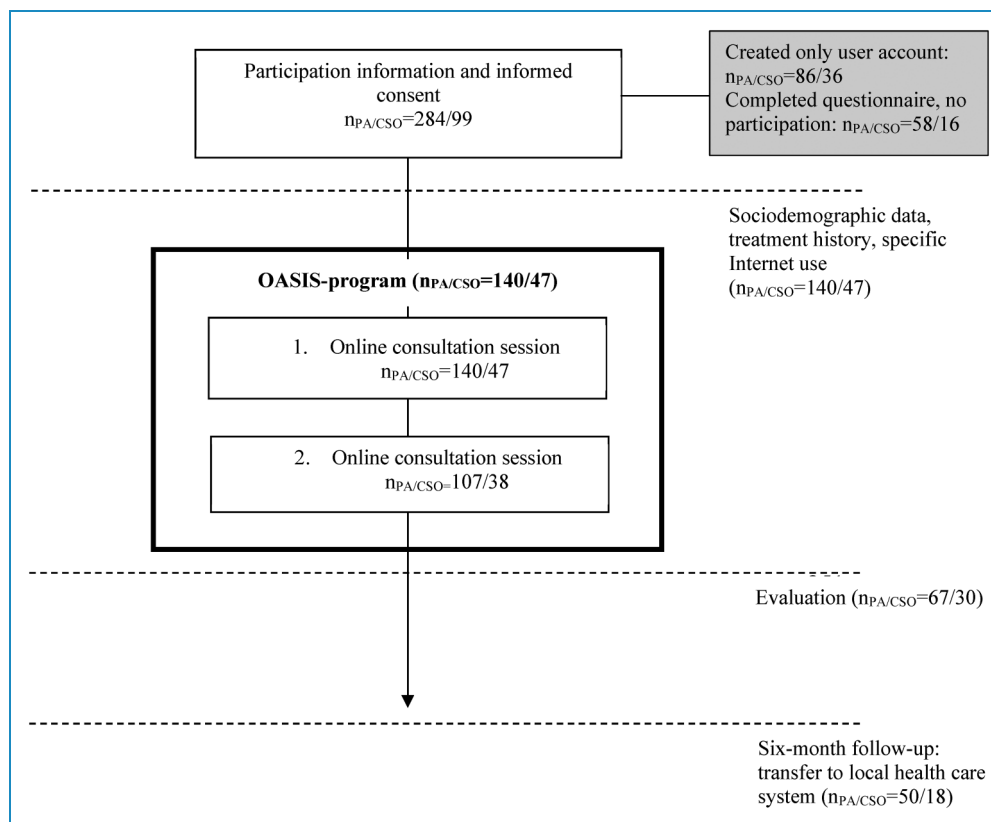 Participation information and informed
consent
nPA/CSO=284/99
Created only user account:
nPA/CSO=86/36
Completed questionnaire, no
participation: nPA/CSO=58/16
Sociodemographic data,
treatment history, specific
Internet use
(nPA/CSO=140/47)
OASIS-program (nPA/CSO=140/47)
1. Online consultation session
nPA/CSO=140/47
2. Online consultation session
nPA/CSO=107/38
Evaluation (nPA/CSO=67/30)
Six-month follow-up:
transfer to local health care
system (nPA/CSO=50/18)